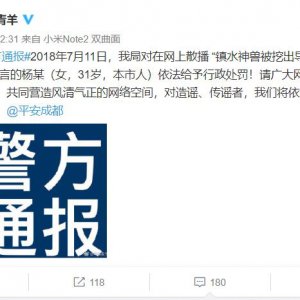 青羊
12:31 来自 小米Note2 双曲面
通报#2018年7月11日，我局对在网上散播 “镇水神兽被挖出导
言的杨某（女，31岁，本市人）依法给予行政处罚！请广大网
共同营造风清气正的网络空间，对造谣、传谣者，我们将依
@平安成都
警方
通报
118
180